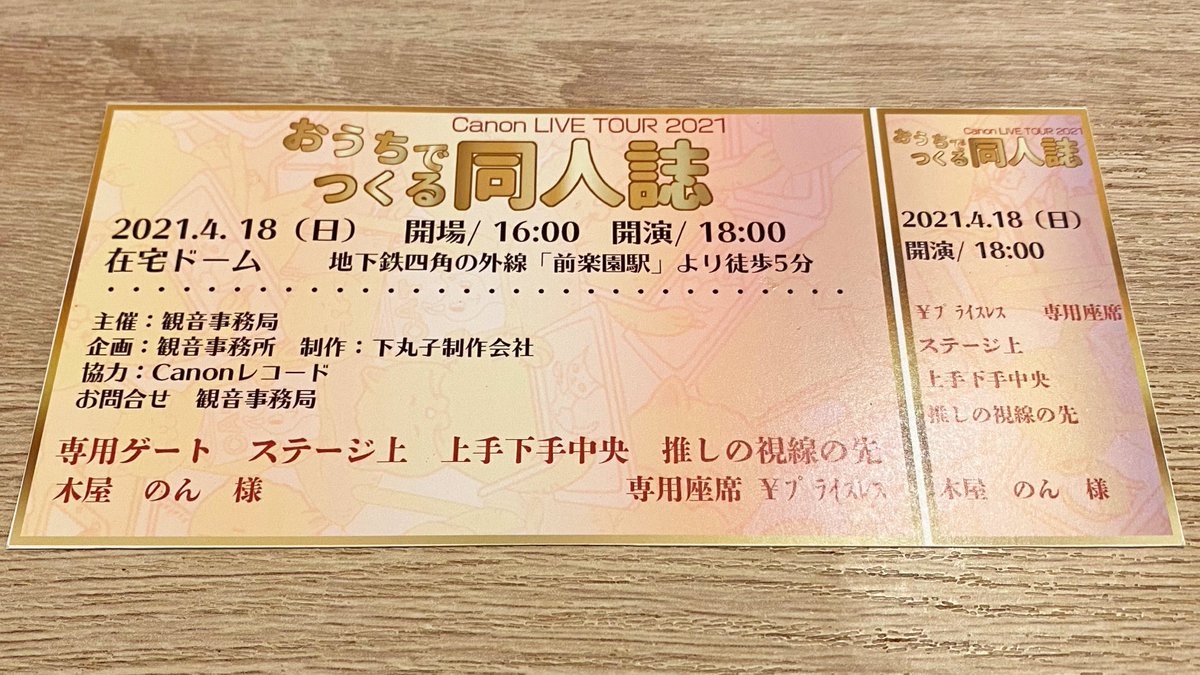 Canon LIVE TOUR 2021
おうちで
つくる 同人誌
2021.4. 18（日） 開場/ 16:00 開演/ 18:00
在宅ドーム 地下鉄四角の外線「前楽園駅」より徒歩5分
主催：観音事務局
企画：観音事務所 制作：下丸子制作会社
協力：Canonレコード
お問合せ 観音事務局
専用ゲート ステージ上 上手下手中央 推しの視線の先
木屋 のん 様 専用座席 ￥プライスレス
Canon LIVE TOUR 2021
おうちで
つくる 同人誌
2021.4.18（日）
開演/ 18:00
￥プライスレス 専用座席
ステージ上
上手下手中央
推しの視線の先
木屋 のん 様